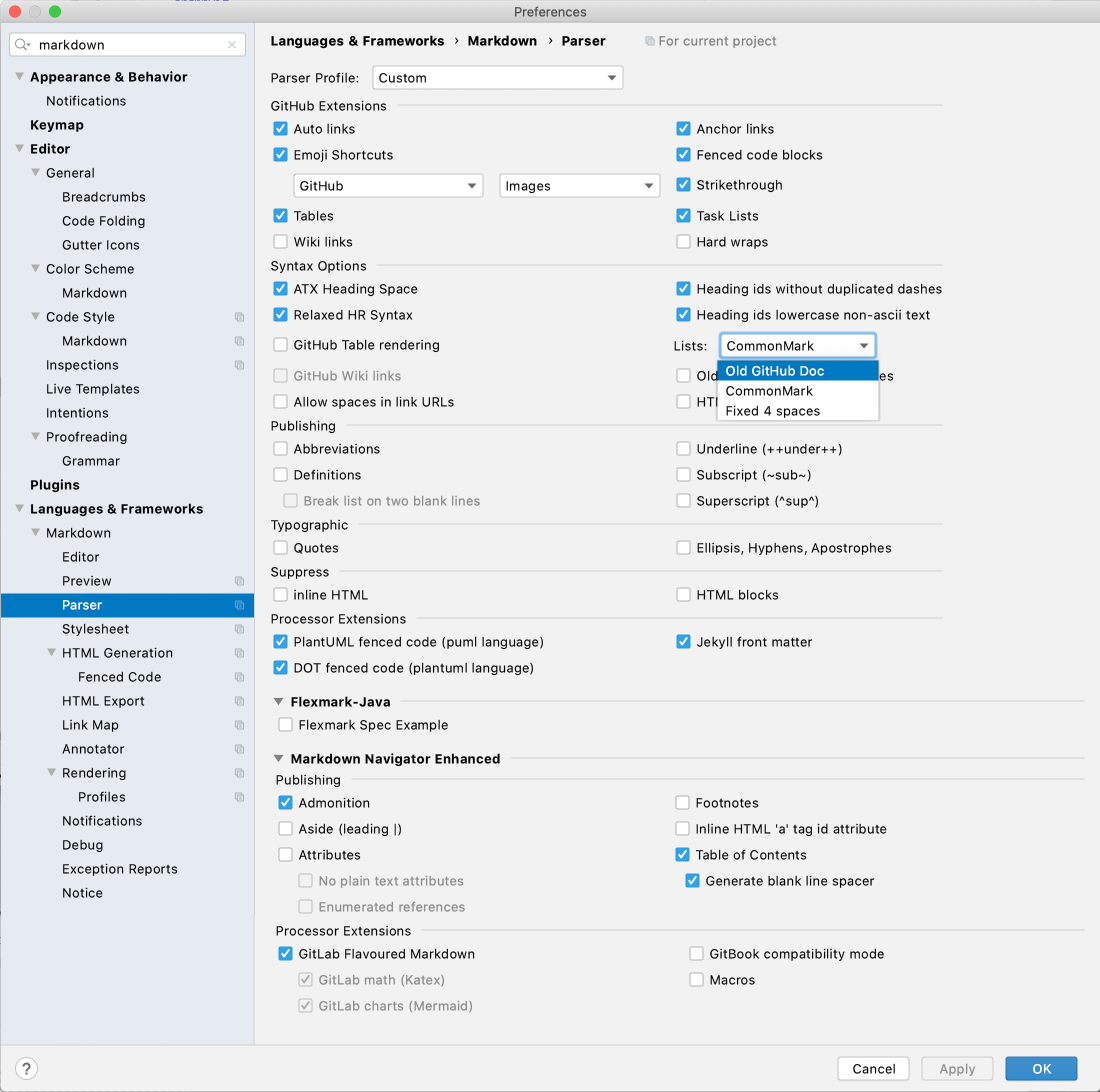 Preferences
markdown
Appearance & Behavior
Notifications
Keymap
Editor
General
Breadcrumbs
Code Folding
Gutter Icons
Color Scheme
Markdown
Code Style
Markdown
Inspections
Live Templates
Intentions
Proofreading
Grammar
Plugins
Languages & Frameworks
Markdown
Editor
Preview
Parser
Stylesheet
HTML Generation
Fenced Code
HTML Export
Link Map
Annotator
Rendering
Profiles
Notifications
Debug
Exception Reports
Notice
Languages & Frameworks › Markdown › Parser For current project
Parser Profile: Custom
GitHub Extensions
Auto links Anchor links
Emoji Shortcuts Fenced code blocks
GitHub Images Strikethrough
Tables Task Lists
Wiki links Hard wraps
Syntax Options
ATX Heading Space Heading ids without duplicated dashes
Relaxed HR Syntax Heading ids lowercase non-ascii text
GitHub Table rendering Lists: CommonMark
Old GitHub Doc
GitHub Wiki links
CommonMark
Allow spaces in link URLs
Fixed 4 spaces
Publishing
Abbreviations Underline (++under++)
Definitions Subscript (~sub~)
Break list on two blank lines Superscript (^sup^)
Typographic
Quotes Ellipsis, Hyphens, Apostrophes
Suppress
inline HTML HTML blocks
Processor Extensions
PlantUML fenced code (puml language) Jekyll front matter
DOT fenced code (plantuml language)
Flexmark-Java
Flexmark Spec Example
Markdown Navigator Enhanced
Publishing
Admonition Footnotes
Aside (leading |) Inline HTML 'a' tag id attribute
Attributes Table of Contents
No plain text attributes Generate blank line spacer
Enumerated references
Processor Extensions
GitLab Flavoured Markdown GitBook compatibility mode
GitLab math (Katex) Macros
GitLab charts (Mermaid)
? Cancel Apply OK